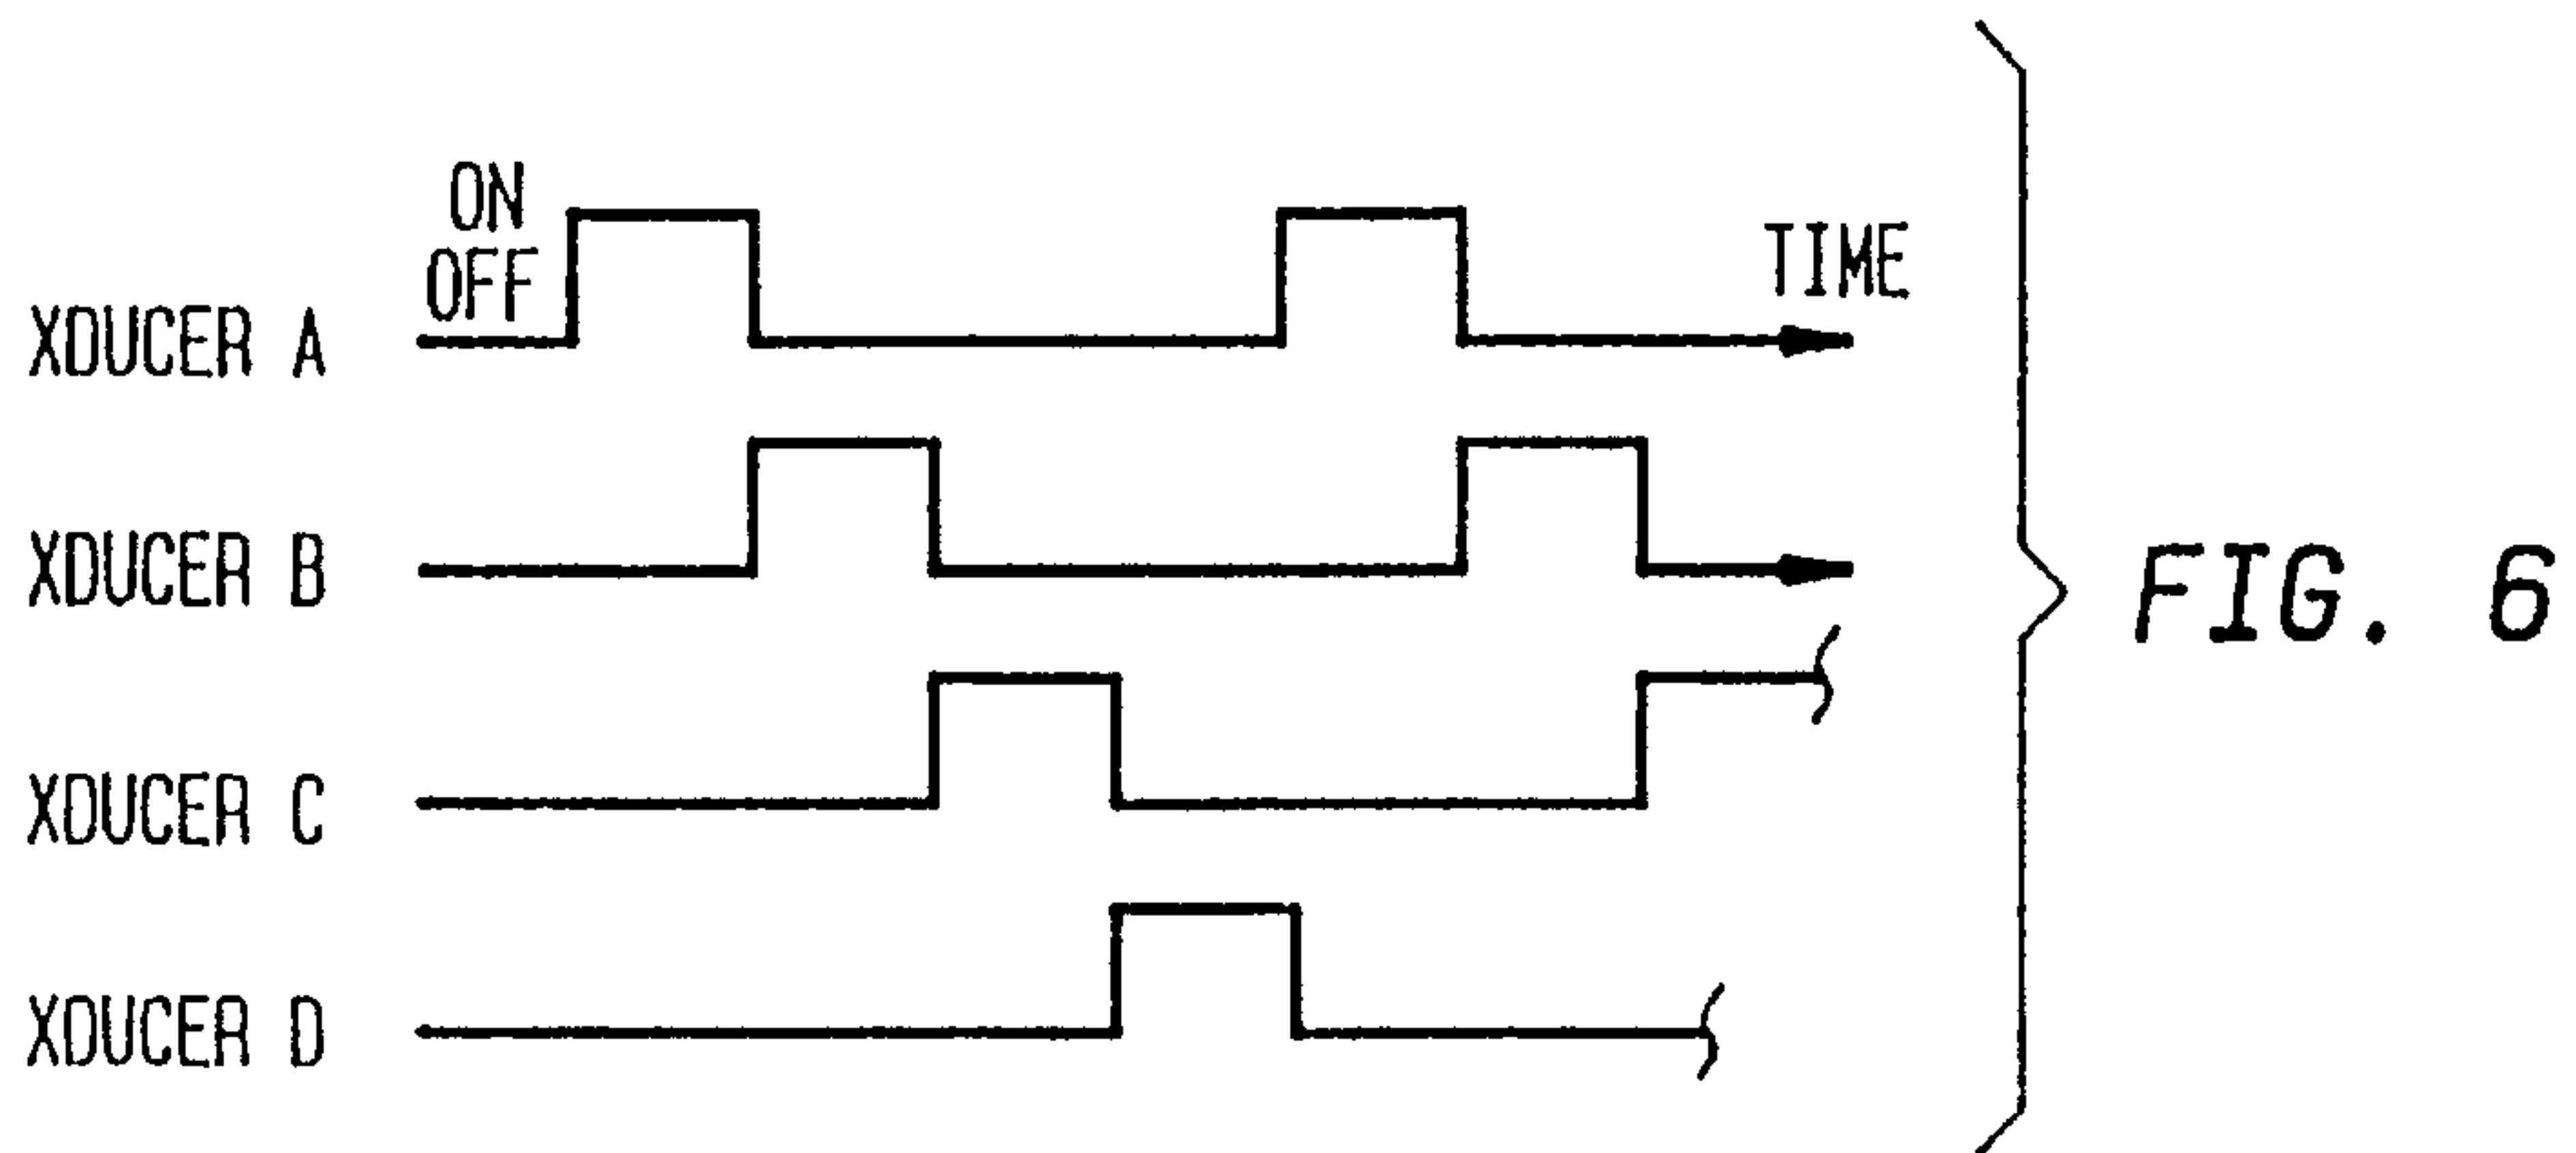 ON
OFF
TIME
XDUCER A
XDUCER B
FIG. 6
XDUCER C
XDUCER D